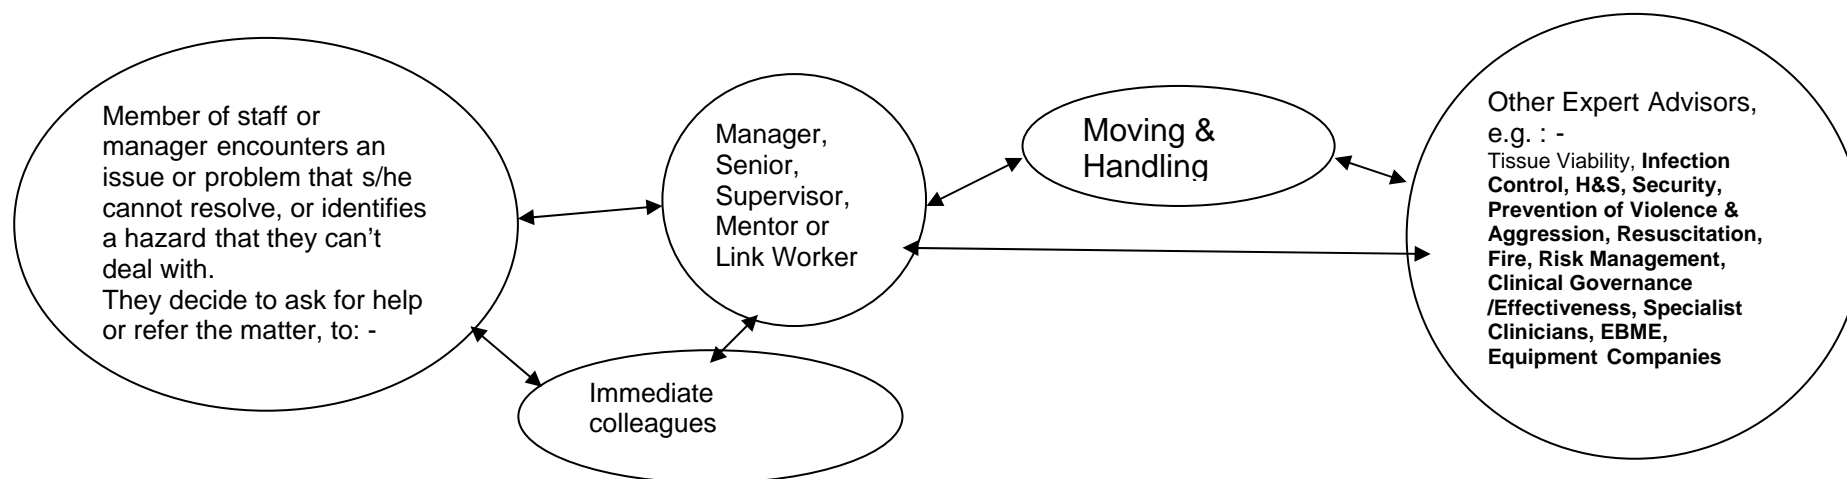 Member of staff or
manager encounters an
issue or problem that s/he
cannot resolve, or identifies
a hazard that they can't
deal with.
They decide to ask for help
or refer the matter, to: -
Manager,
Senior,
Supervisor,
Mentor or
Link Worker
Immediate
colleagues
Moving &
Handling
Other Expert Advisors,
e.g. : -
Tissue Viability, Infection
Control, H&S, Security,
Prevention of Violence &
Aggression, Resuscitation,
Fire, Risk Management,
Clinical Governance
/Effectiveness, Specialist
Clinicians, EBME,
Equipment Companies